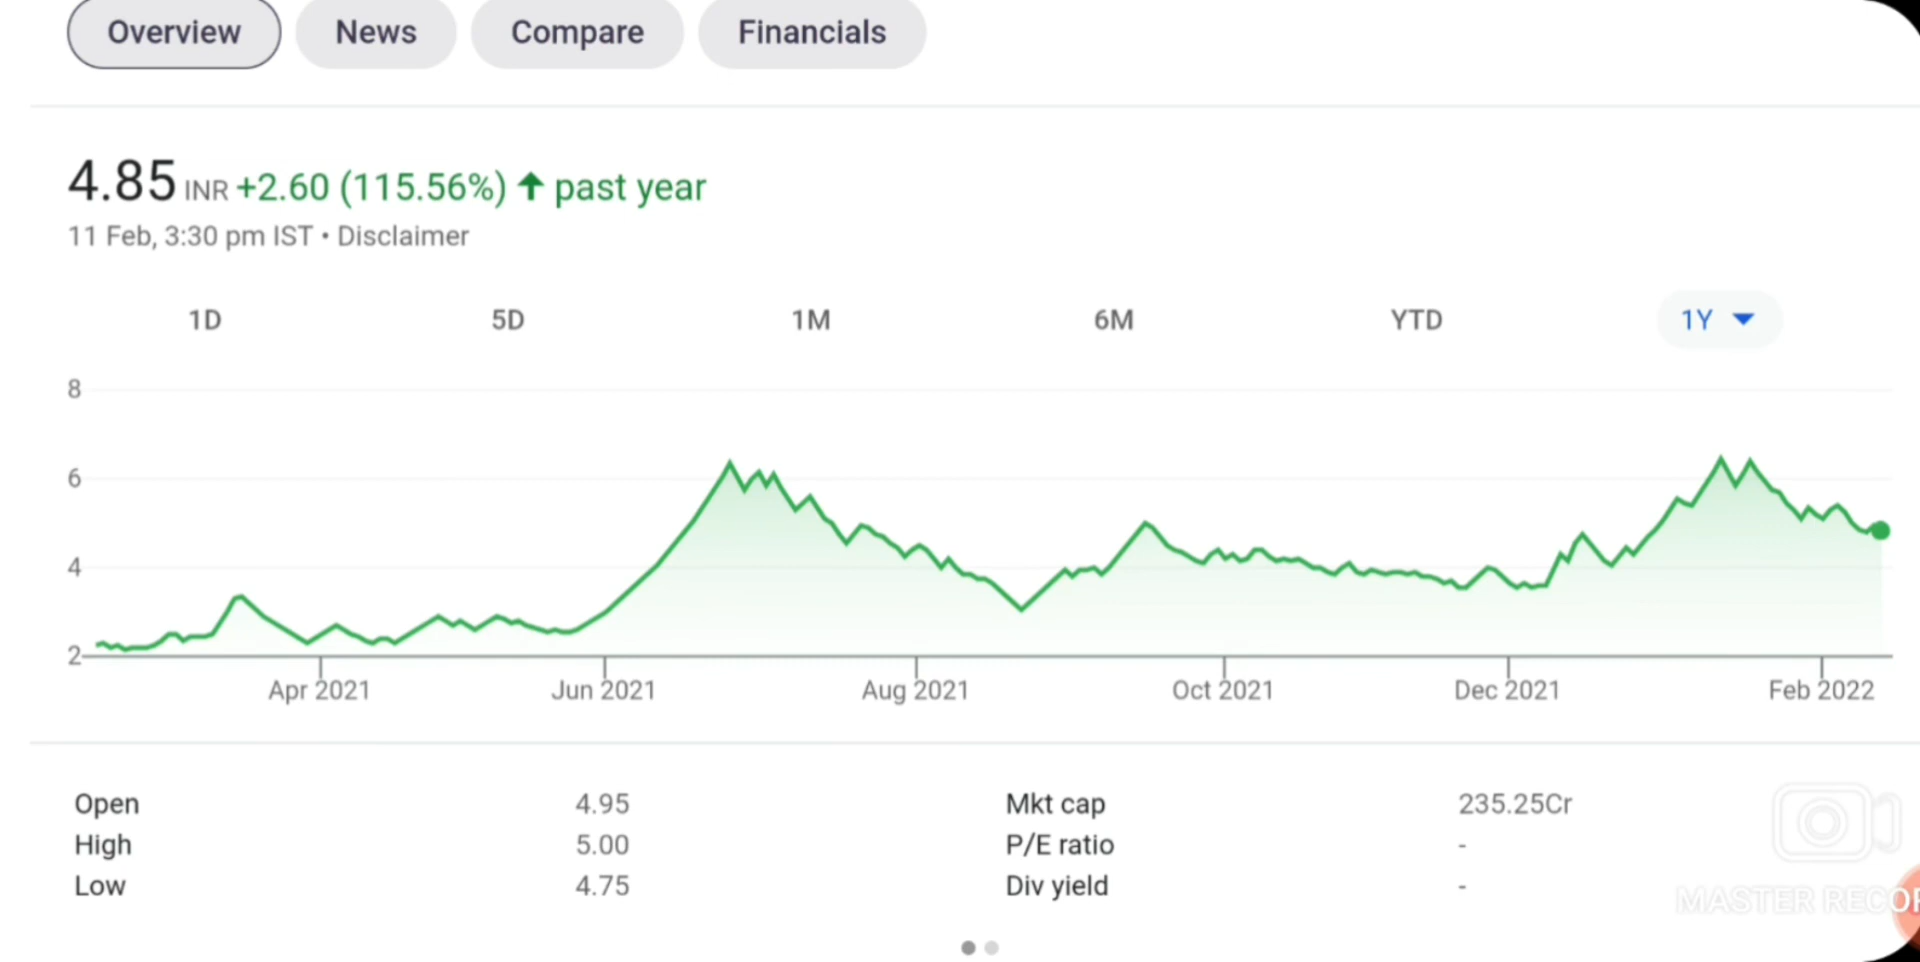 Overview News Compare Financials
4.85 INR +2.60 (115.56%) ↑ past year
11 Feb, 3:30 pm IST • Disclaimer
1D 5D 1M 6M YTD 1Y
8
6
4
2
Apr 2021 Jun 2021 Aug 2021 Oct 2021 Dec 2021 Feb 2022
Open 4.95 Mkt cap 235.25Cr
High 5.00 P/E ratio -
Low 4.75 Div yield -
MASTER RECOR